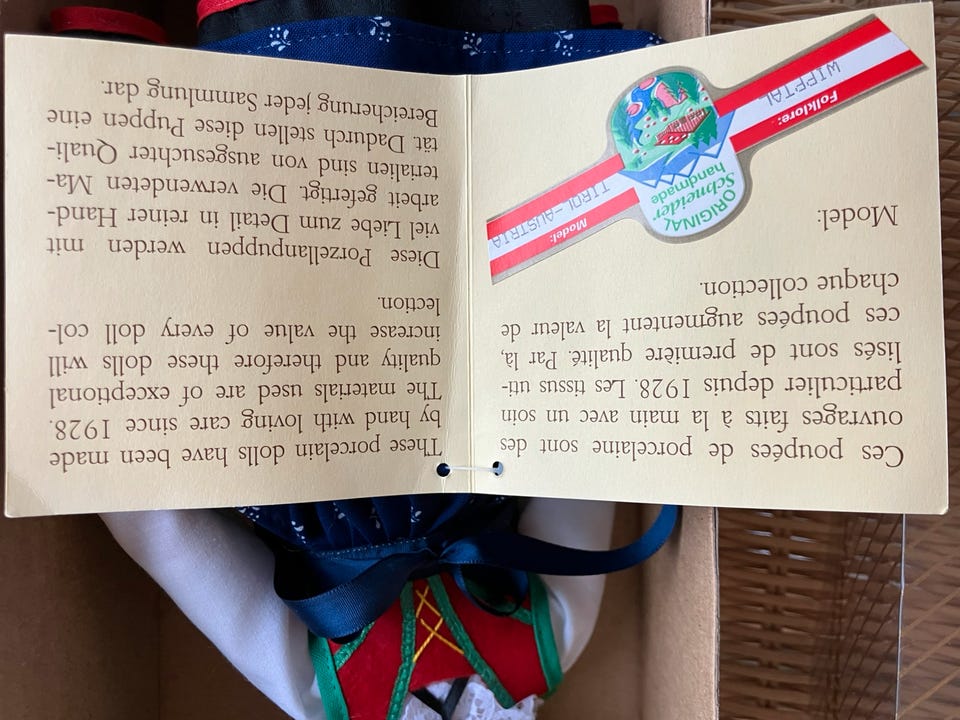 These porcelain dolls have been made
by hand with loving care since 1928.
The materials used are of exceptional
quality and therefore these dolls will
increase the value of every doll col-
lection
Diese Porzellanpuppen werden mit
viel Liebe zum Detail in reiner Hand-
arbeit gefertigt. Die verwendeten Ma-
terialien sind von ausgesuchter Quali-
tät. Dadurch stellen diese Puppen eine
Bereicherung jeder Sammlung dar.
Ces poupées de porcelaine sont des
ouvrages faits à la main avec un soin
particulier depuis 1928. Les tissus uti-
lisés sont de première qualité. Par la,
ces poupées augmentent la valeur de
chaque collection.
Model:
ORIGINAL
Schneider
handmade
Folklore:
WIPPTAL
Model:
TIROL-AUSTRIA